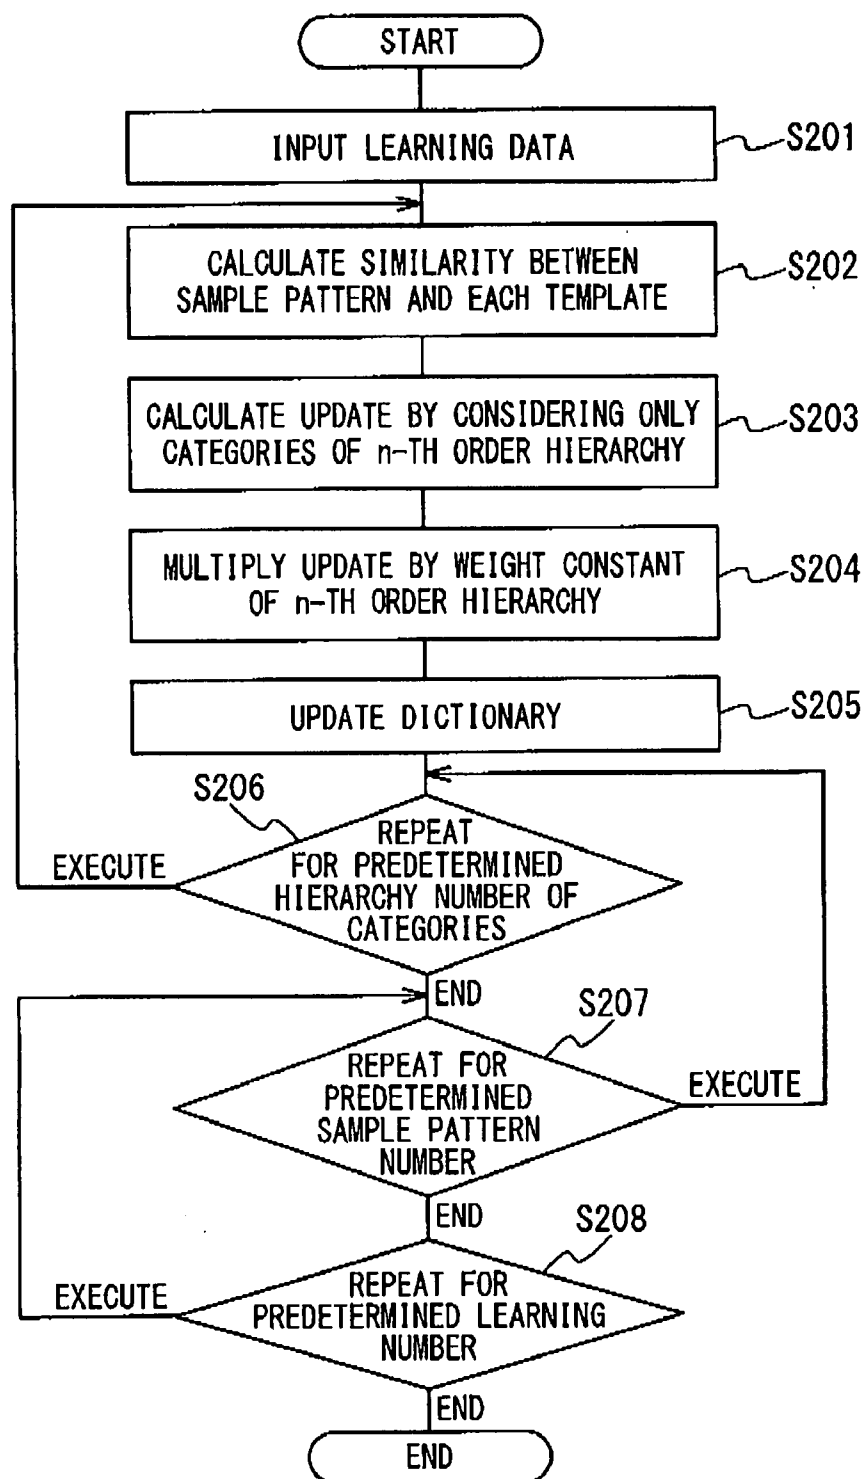 START
INPUT LEARNING DATA
S201
CALCULATE SIMILARITY BETWEEN
SAMPLE PATTERN AND EACH TEMPLATE
S202
CALCULATE UPDATE BY CONSIDERING ONLY
CATEGORIES OF n-TH ORDER HIERARCHY
S203
MULTIPLY UPDATE BY WEIGHT CONSTANT
OF n-TH ORDER HIERARCHY
S204
UPDATE DICTIONARY
S205
S206
REPEAT
FOR PREDETERMINED
HIERARCHY NUMBER OF
CATEGORIES
EXECUTE
END
S207
REPEAT FOR
PREDETERMINED
SAMPLE PATTERN
NUMBER
EXECUTE
END
S208
REPEAT FOR
PREDETERMINED LEARNING
NUMBER
EXECUTE
END
END